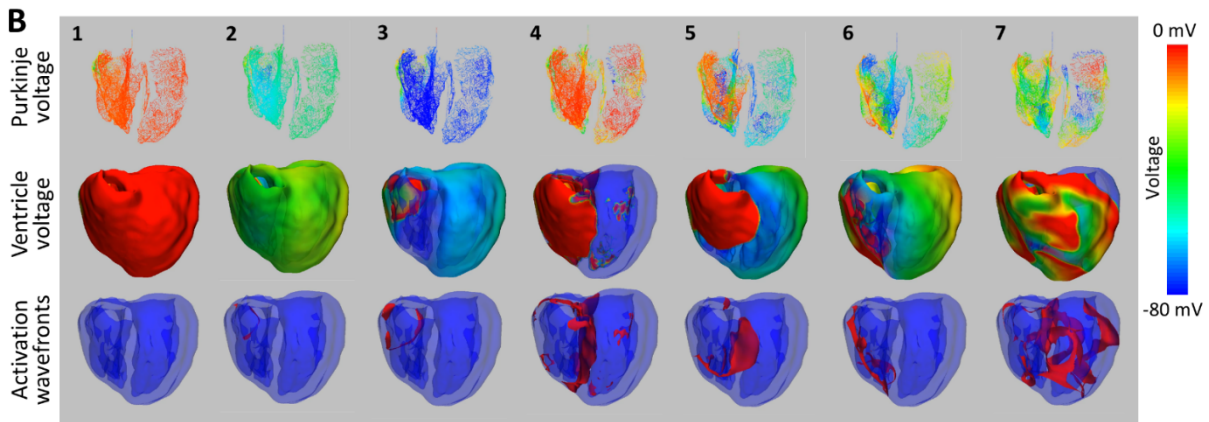 B
1 2 3 4 5 6 7
Purkinje
voltage
Ventricle
voltage
Activation
wavefronts
0 mV
Voltage
-80 mV